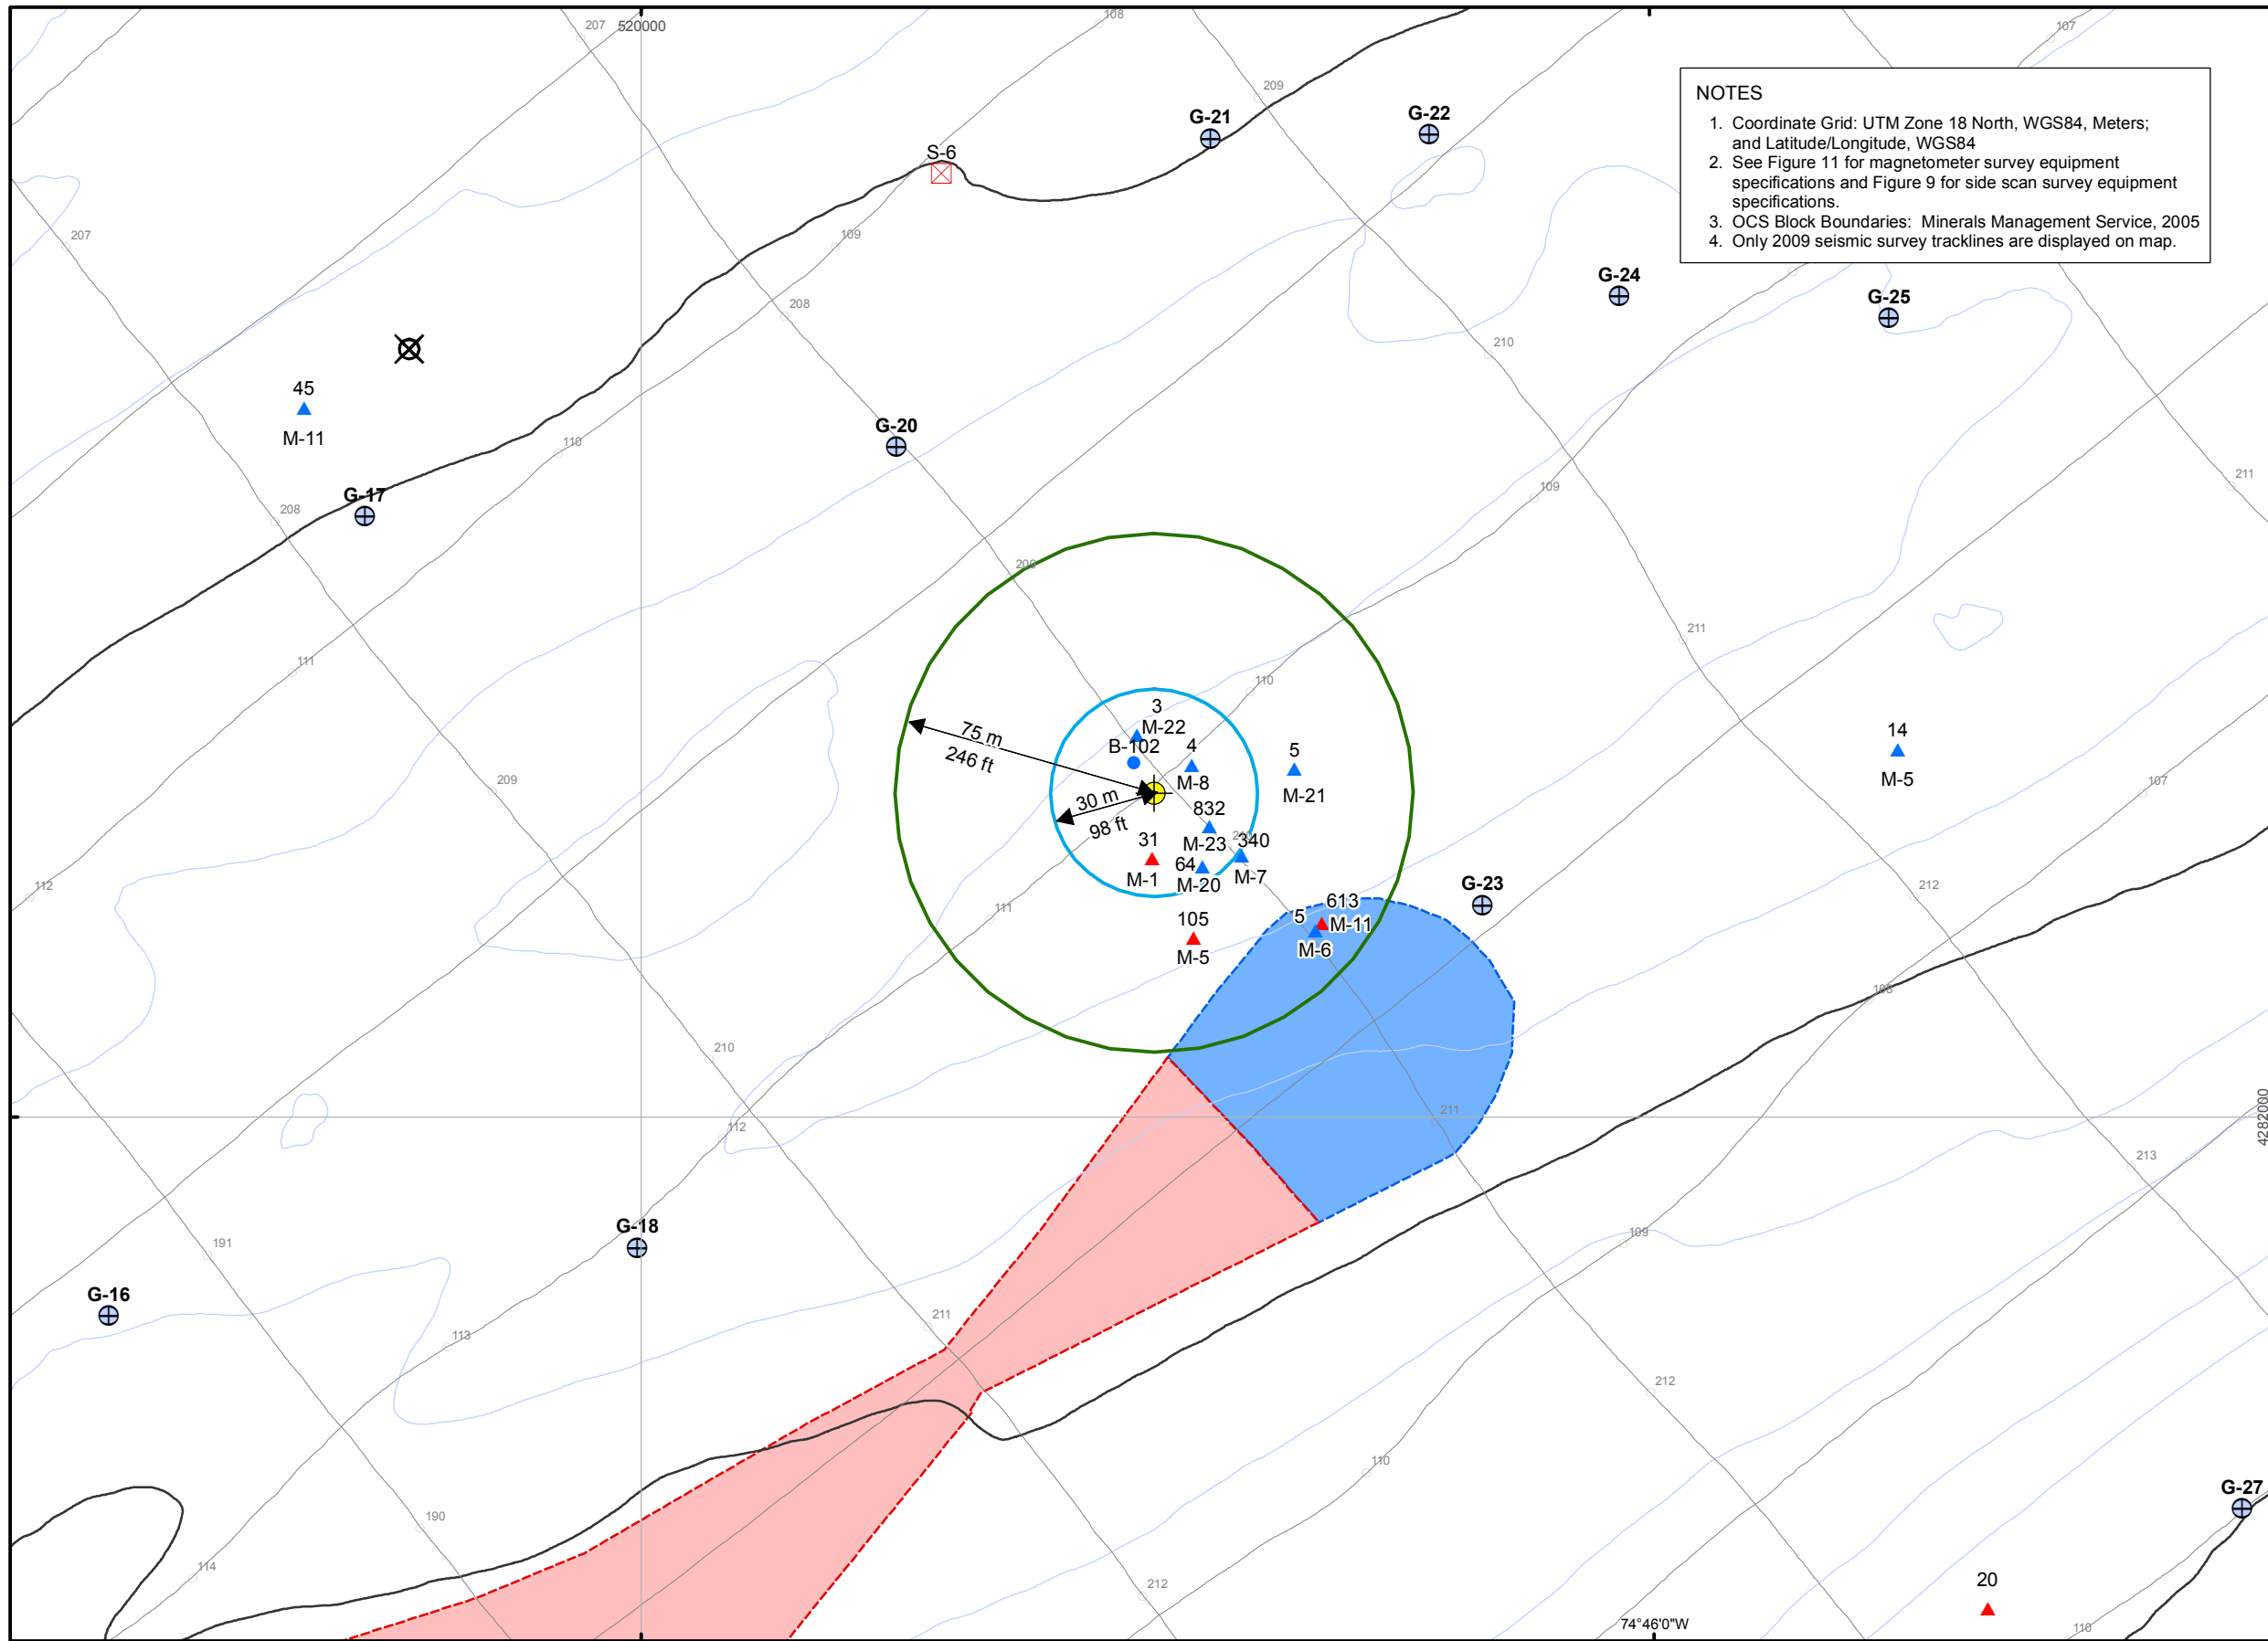 207
520000
108
107
NOTES
1. Coordinate Grid: UTM Zone 18 North, WGS84, Meters;
and Latitude/Longitude, WGS84
2. See Figure 11 for magnetometer survey equipment
specifications and Figure 9 for side scan survey equipment
specifications.
3. OCS Block Boundaries: Minerals Management Service, 2005
4. Only 2009 seismic survey tracklines are displayed on map.
209
G-21
G-22
S-6
207
109
G-24
G-25
208
210
45
M-11
G-20
110
211
109
G-17
208
209
211
111
110
3
M-22
75 m
246 ft
B-102
4
5
14
M-8
M-5
209
107
M-21
30 m
98 ft
832
31
M-23
210
340
64
M-1
M-20
M-7
G-23
212
112
111
105
5
613
M-11
M-5
M-6
108
210
211
4282000
112
213
G-18
109
191
G-16
211
113
212
110
G-27
190
114
212
20
74°46'0"W
110